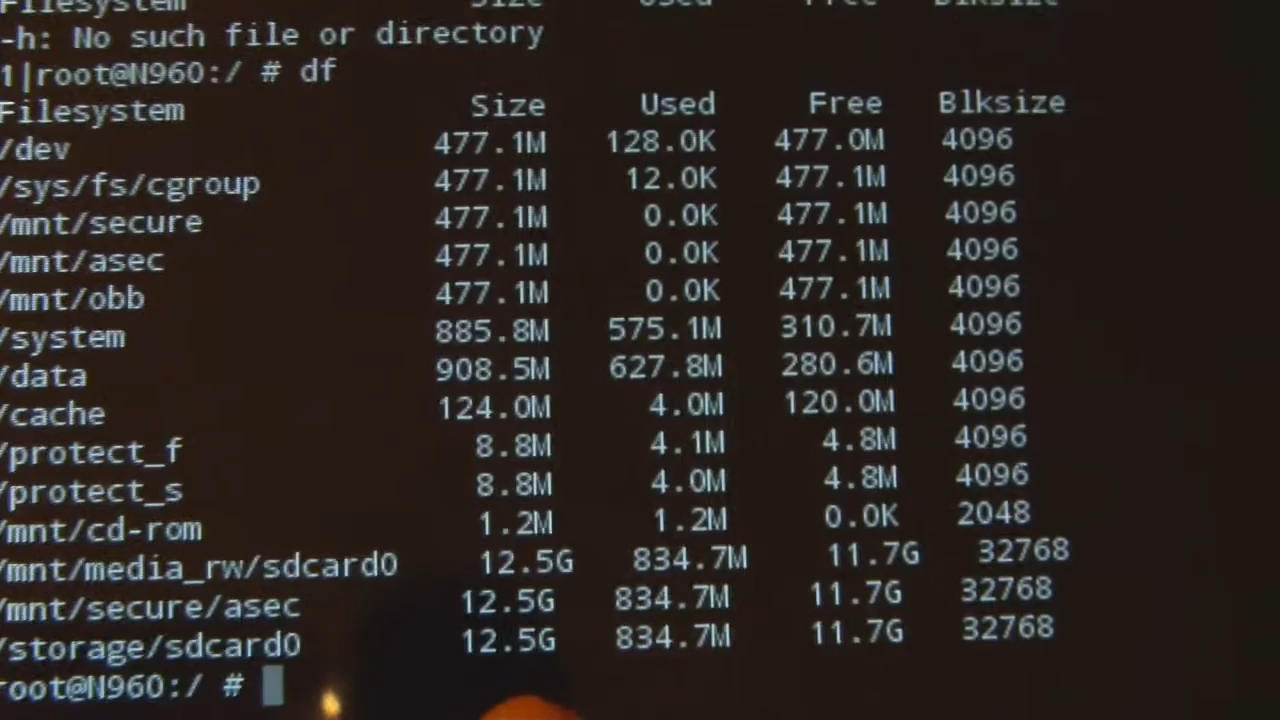 Filesystem Size Used Free Blksize
-h: No such file or directory
1|root@N960:/ # df
Filesystem Size Used Free Blksize
/dev 477.1M 128.0K 477.0M 4096
/sys/fs/cgroup 477.1M 12.0K 477.1M 4096
/mnt/secure 477.1M 0.0K 477.1M 4096
/mnt/asec 477.1M 0.0K 477.1M 4096
/mnt/obb 477.1M 0.0K 477.1M 4096
/system 885.8M 575.1M 310.7M 4096
/data 908.5M 627.8M 280.6M 4096
/cache 124.0M 4.0M 120.0M 4096
/protect_f 8.8M 4.1M 4.8M 4096
/protect_s 8.8M 4.0M 4.8M 4096
/mnt/cd-rom 1.2M 1.2M 0.0K 2048
/mnt/media_rw/sdcard0 12.5G 834.7M 11.7G 32768
/mnt/secure/asec 12.5G 834.7M 11.7G 32768
/storage/sdcard0 12.5G 834.7M 11.7G 32768
root@N960:/ #